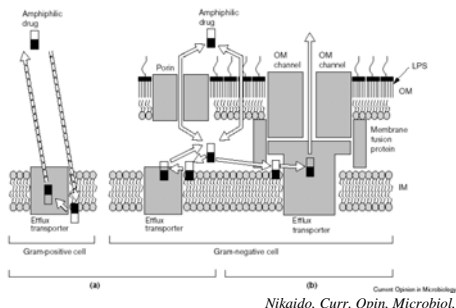 Amphiphilic
drug
Amphiphilic
drug
Porin
OM
channel
OM
channel
LPS
OM
Membrane
fusion
protein
IM
Efflux
transporter
Efflux
transporter
Efflux
transporter
Gram-positive cell
Gram-negative cell
(a)
(b)
Current Opinion in Microbiology
Nikaido, Curr. Opin. Microbiol.